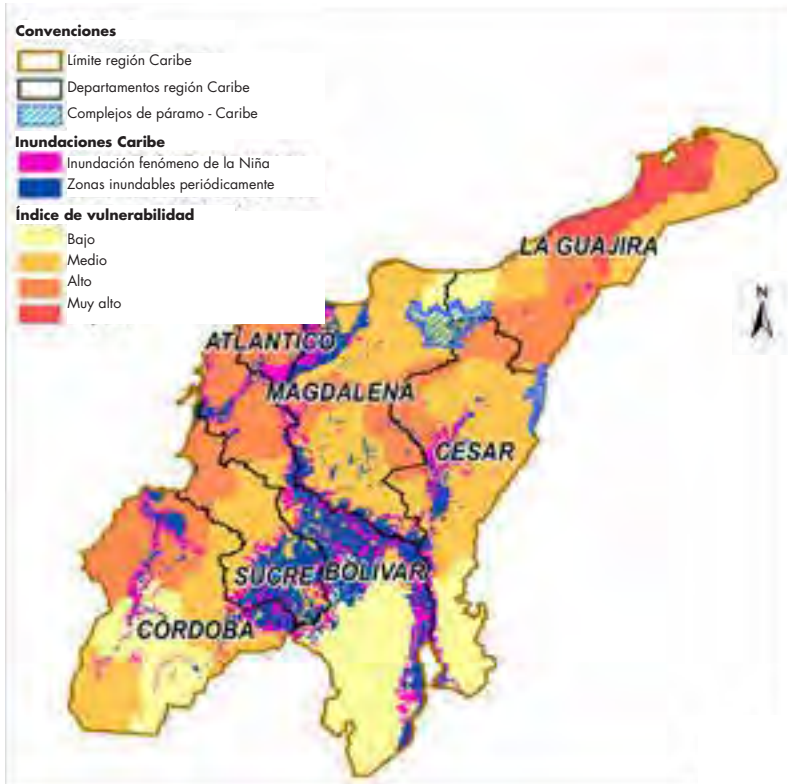 Convenciones
Límite región Caribe
Departamentos región Caribe
Complejos de páramo - Caribe
Inundaciones Caribe
Inundación fenómeno de la Niña
Zonas inundables periódicamente
Índice de vulnerabilidad
Bajo
Medio
Alto
Muy alto
LA GUAJIRA
N
ATLANTICO
MAGDALENA
CESAR
SUCRE
BOLIVAR
CORDOBA